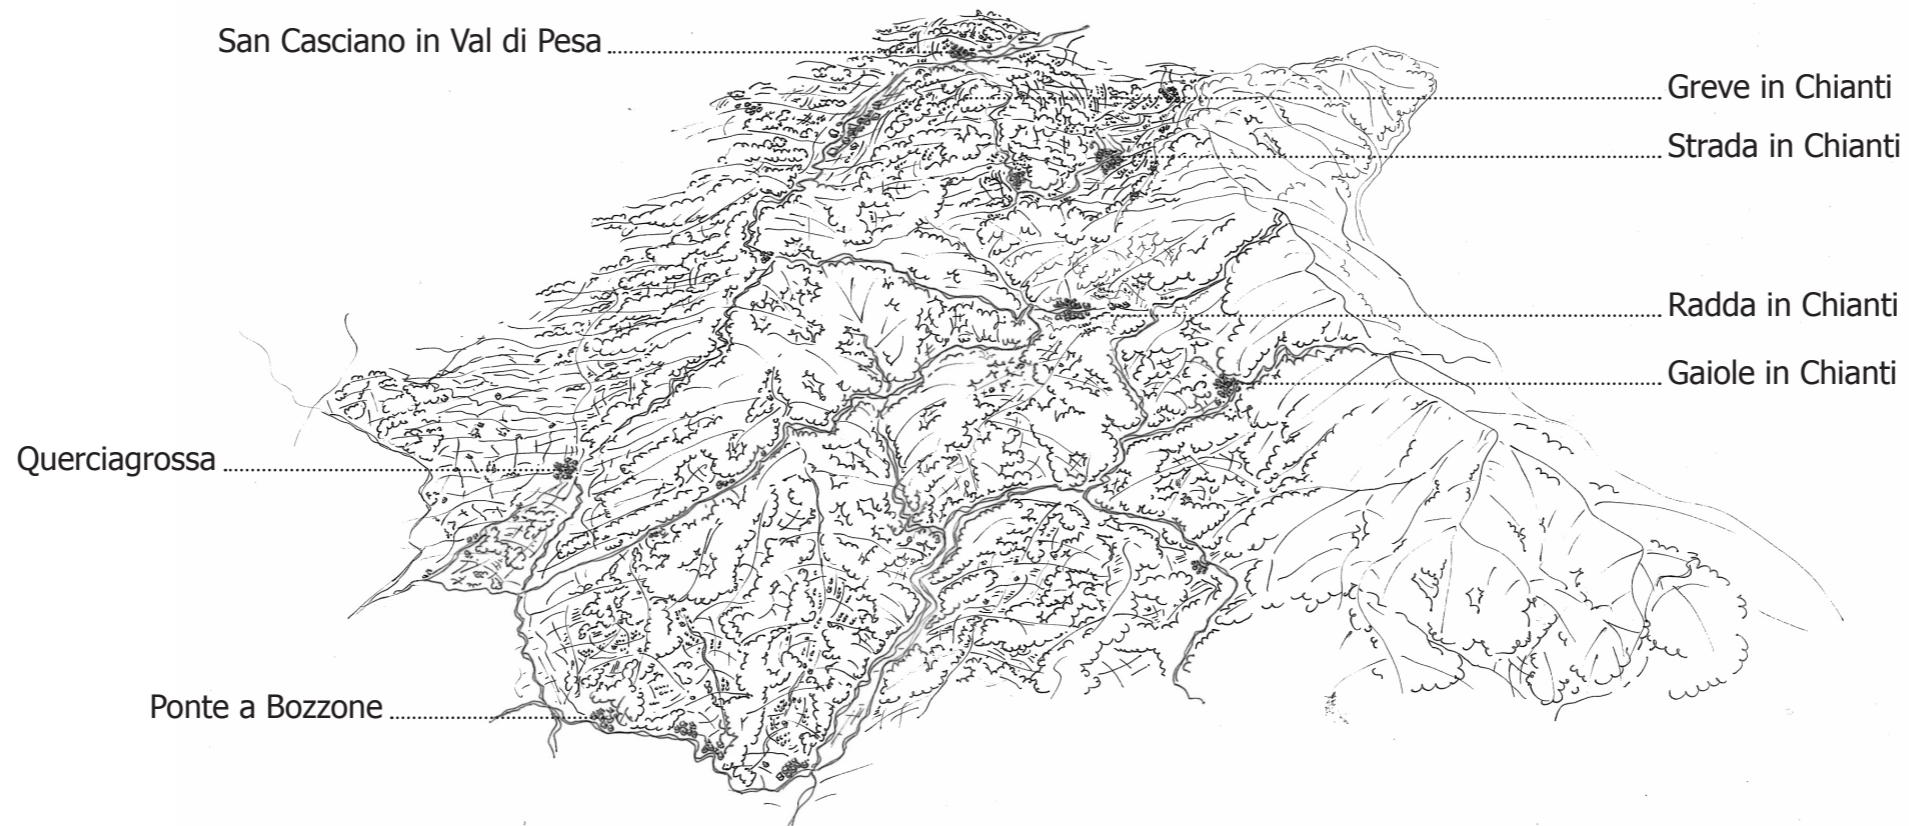 San Casciano in Val di Pesa
Greve in Chianti
Strada in Chianti
Radda in Chianti
Gaiole in Chianti
Querciagrossa
Ponte a Bozzone